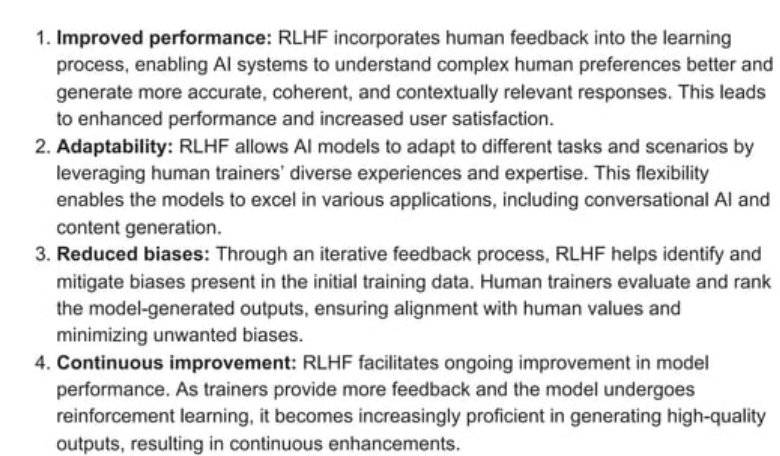 1. Improved performance: RLHF incorporates human feedback into the learning
process, enabling AI systems to understand complex human preferences better and
generate more accurate, coherent, and contextually relevant responses. This leads
to enhanced performance and increased user satisfaction.
2. Adaptability: RLHF allows AI models to adapt to different tasks and scenarios by
leveraging human trainers’ diverse experiences and expertise. This flexibility
enables the models to excel in various applications, including conversational AI and
content generation.
3. Reduced biases: Through an iterative feedback process, RLHF helps identify and
mitigate biases present in the initial training data. Human trainers evaluate and rank
the model-generated outputs, ensuring alignment with human values and
minimizing unwanted biases.
4. Continuous improvement: RLHF facilitates ongoing improvement in model
performance. As trainers provide more feedback and the model undergoes
reinforcement learning, it becomes increasingly proficient in generating high-quality
outputs, resulting in continuous enhancements.